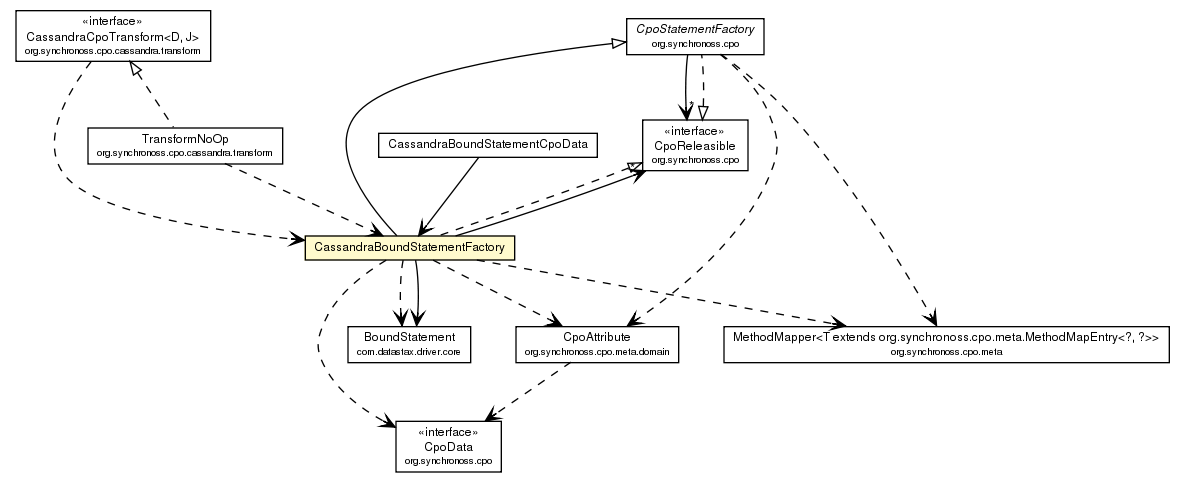 «interface»
CassandraCpoTransform<D, J>
org.synchronoss.cpo.cassandra.transform
CpoStatementFactory
org.synchronoss.cpo
*
«interface»
CpoReleasible
org.synchronoss.cpo
TransformNoOp
org.synchronoss.cpo.cassandra.transform
CassandraBoundStatementCpoData
*
CassandraBoundStatementFactory
BoundStatement
com.datastax.driver.core
CpoAttribute
org.synchronoss.cpo.meta.domain
MethodMapper<T extends org.synchronoss.cpo.meta.MethodMapEntry<?, ?>>
org.synchronoss.cpo.meta
«interface»
CpoData
org.synchronoss.cpo